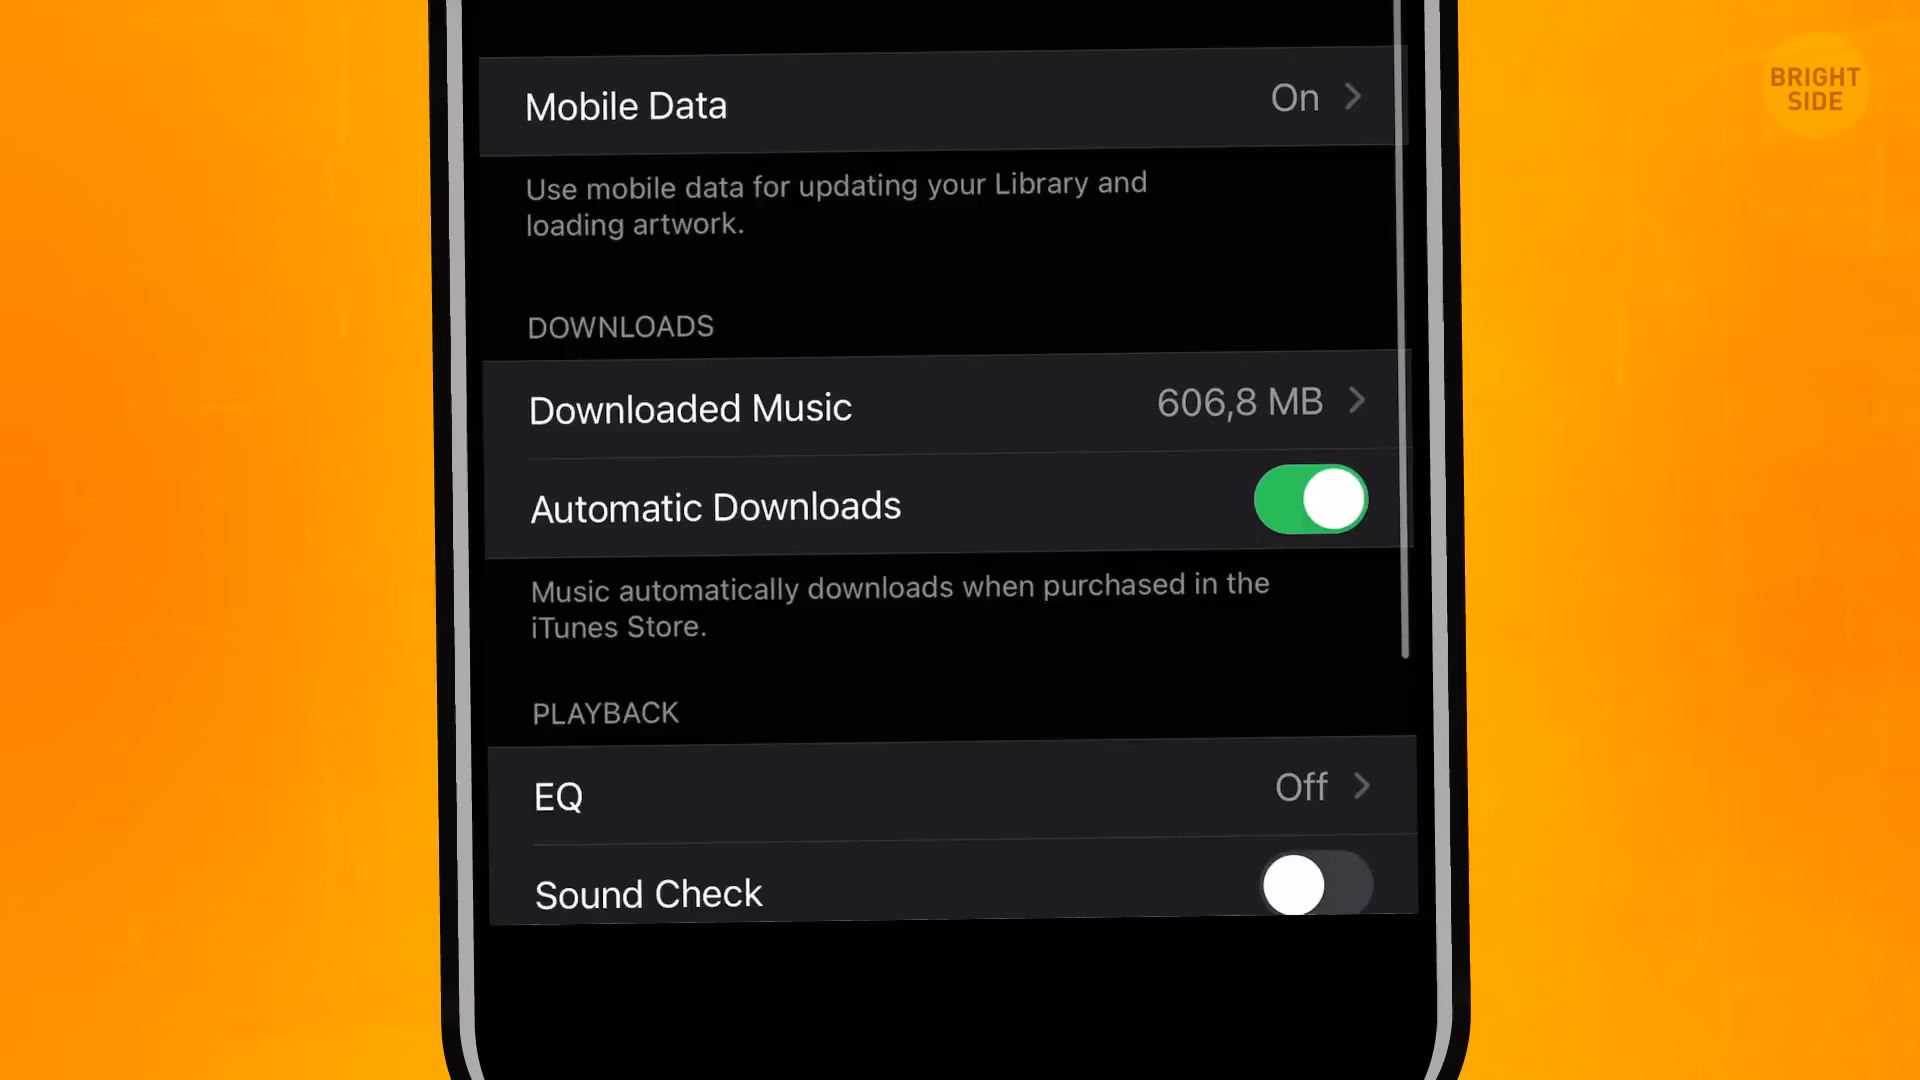 BRIGHT
SIDE
Mobile Data
On
Use mobile data for updating your Library and
loading artwork.
DOWNLOADS
Downloaded Music
606,8 MB
Automatic Downloads
Music automatically downloads when purchased in the
iTunes Store.
PLAYBACK
EQ
Off
Sound Check